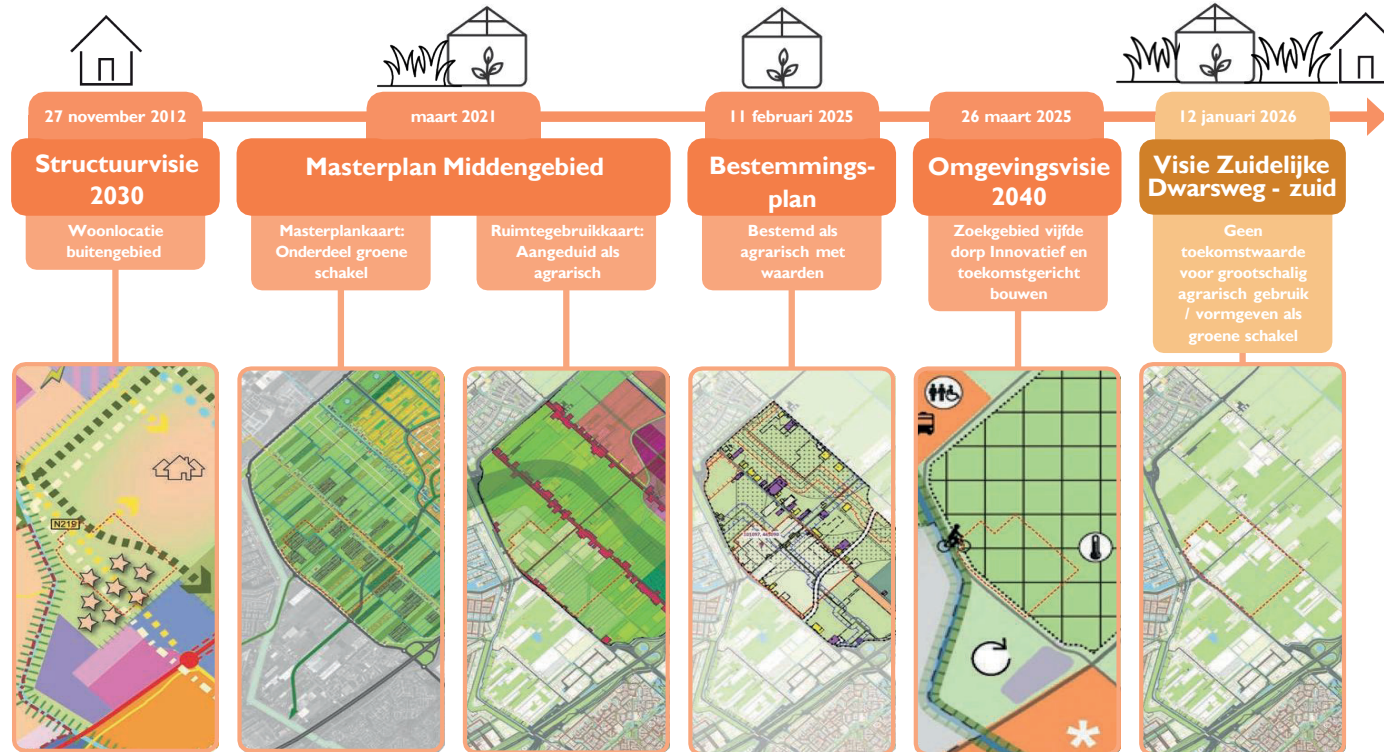 27 november 2012
maart 2021
11 februari 2025
26 maart 2025
12 januari 2026
Structuurvisie
2030
Masterplan Middengebied
Bestemmings-
plan
Omgevingsvisie
2040
Visie Zuidelijke
Dwarsweg - zuid
Woonlocatie
buitengebied
Masterplankaart:
Onderdeel groene
schakel
Ruimtegebruikkaart:
Aangeduid als
agrarisch
Bestemd als
agrarisch met
waarden
Zoekgebied vijfde
dorp Innovatief en
toekomstgericht
bouwen
Geen
toekomstwaarde
voor grootschalig
agrarisch gebruik
/ vormgeven als
groene schakel
N219